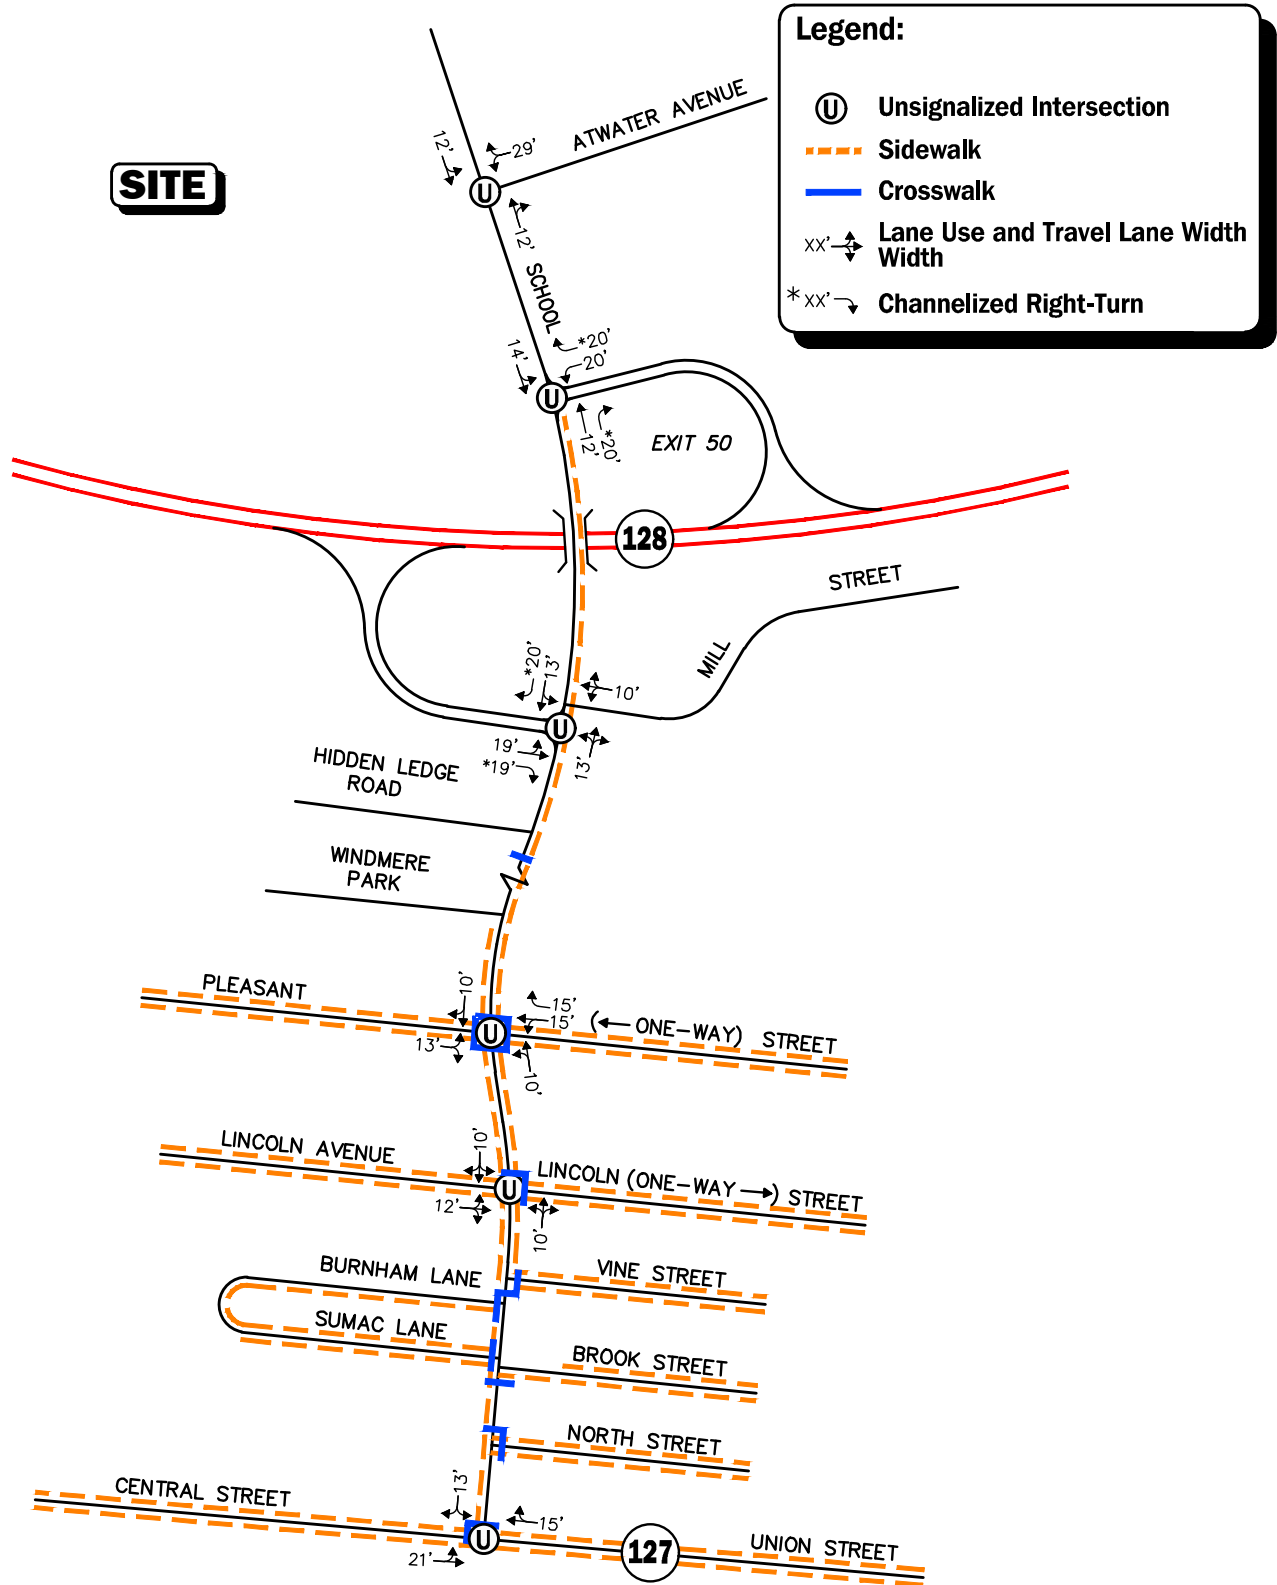 Legend:
U Unsignalized Intersection
Sidewalk
Crosswalk
XX' Lane Use and Travel Lane Width
Width
*XX' Channelized Right-Turn
SITE
ATWATER AVENUE
12'
29'
U
12'
SCHOOL
*20'
20'
14'
U
12'
*20'
EXIT 50
128
STREET
MILL
*20'
13'
10'
U
19'
*19'
13'
HIDDEN LEDGE
ROAD
WINDMERE
PARK
PLEASANT
10'
15'
15'
(ONE-WAY) STREET
U
13'
10'
LINCOLN AVENUE
10'
LINCOLN (ONE-WAY ) STREET
U
12'
10'
BURNHAM LANE
VINE STREET
SUMAC LANE
BROOK STREET
NORTH STREET
CENTRAL STREET
13'
15'
U
21'
127
UNION STREET